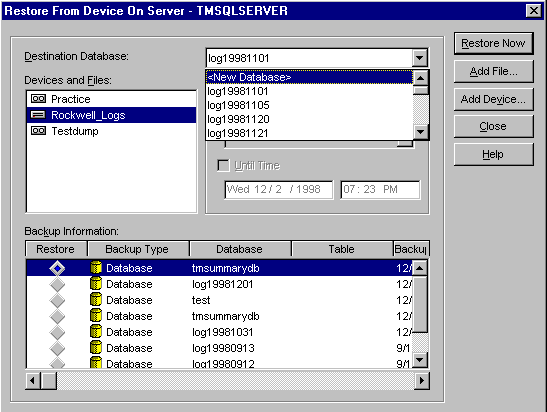 Restore From Device On Server - TMSQLSERVER
Destination Database:
log19981101
<New Database>
log19981101
log19981105
log19981120
log19981121
Devices and Files:
Practice
Rockwell_Logs
Testdump
Until Time
Wed 12 / 2 / 1998
07 : 23 PM
Restore Now
Add File...
Add Device...
Close
Help
Backup Information:
Restore Backup Type Database Table Backup
Database tmsummarydb 12/
Database log19981201 12/
Database test 12/
Database tmsummarydb 12/
Database log19981031 12/
Database log19980913 9/1
Database log19980912 9/1